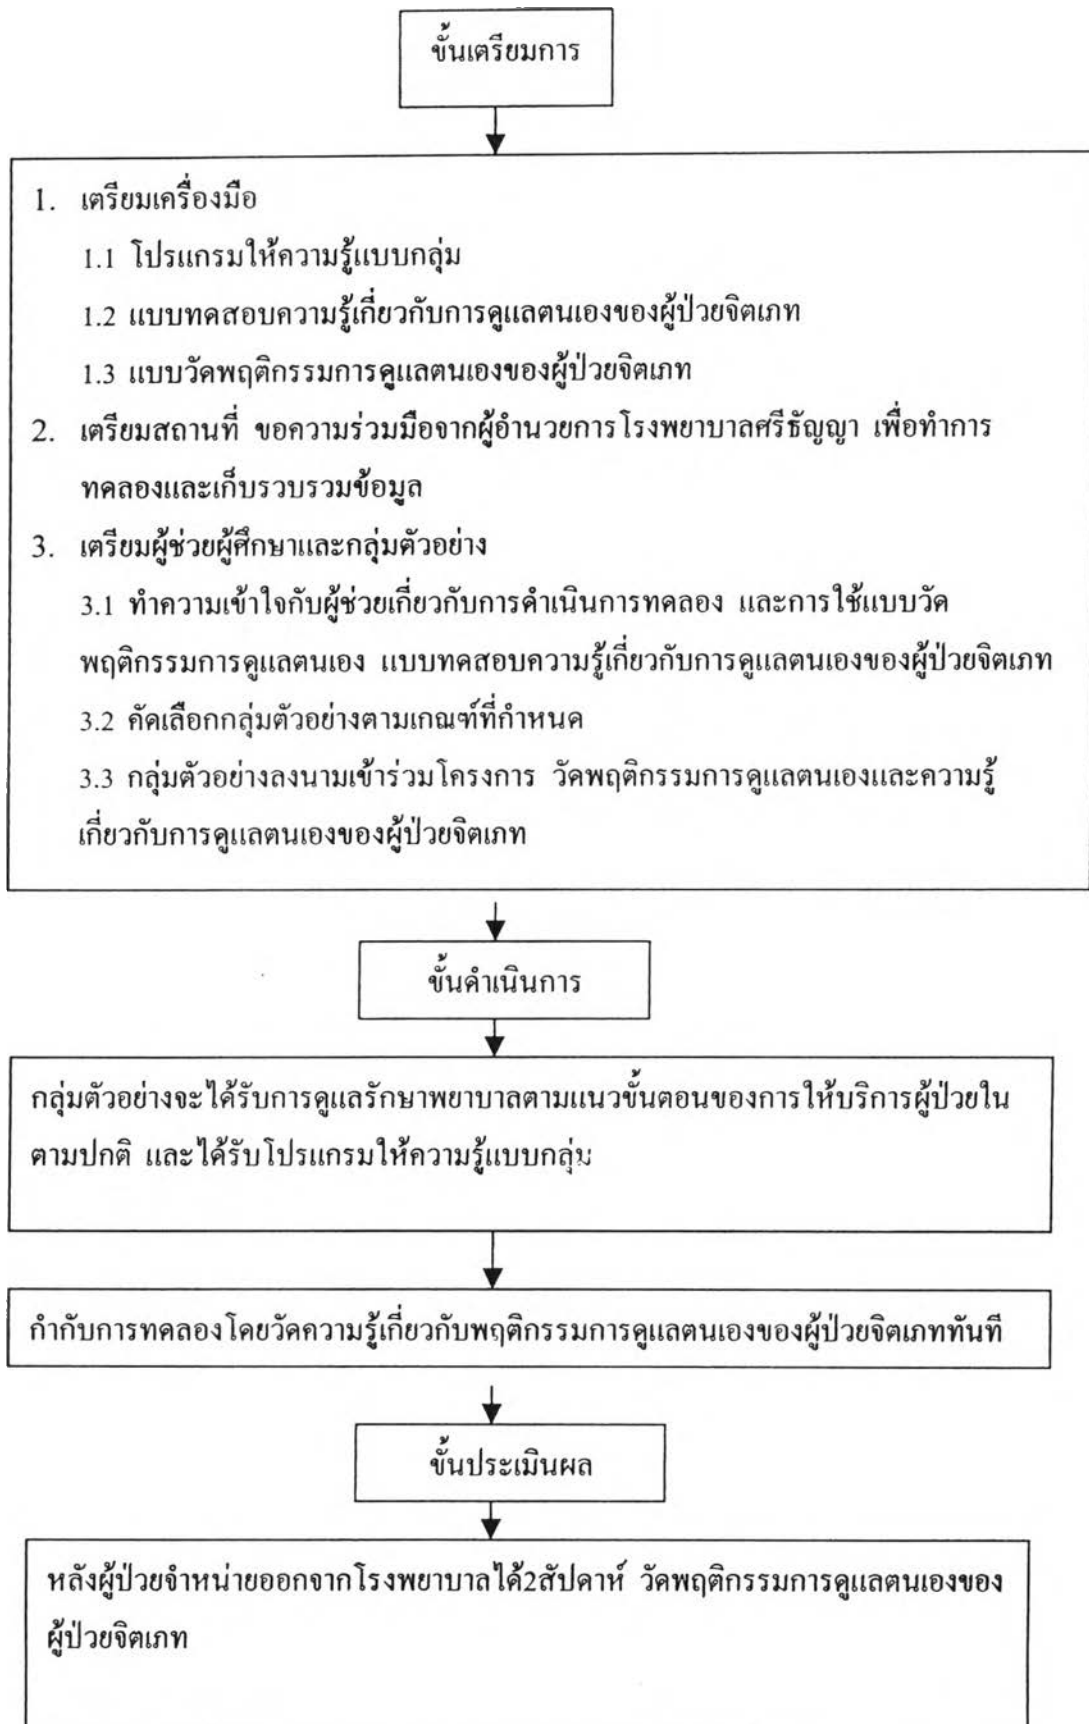 ขั้นเตรียมการ
1. เตรียมเครื่องมือ
1.1 โปรแกรมให้ความรู้แบบกลุ่ม
1.2 แบบทดสอบความรู้เกี่ยวกับการดูแลตนเองของผู้ป่วยจิตเภท
1.3 แบบวัดพฤติกรรมการดูแลตนเองของผู้ป่วยจิตเภท
2. เตรียมสถานที่ ขอความร่วมมือจากผู้อำนวยการโรงพยาบาลศรีธัญญา เพื่อทำการ
ทดลองและเก็บรวบรวมข้อมูล
3. เตรียมผู้ช่วยผู้ศึกษาและกลุ่มตัวอย่าง
3.1 ทำความเข้าใจกับผู้ช่วยเกี่ยวกับการดำเนินการทดลอง และการใช้แบบวัด
พฤติกรรมการดูแลตนเอง แบบทดสอบความรู้เกี่ยวกับการดูแลตนเองของผู้ป่วยจิตเภท
3.2 คัดเลือกกลุ่มตัวอย่างตามเกณฑ์ที่กำหนด
3.3 กลุ่มตัวอย่างลงนามเข้าร่วมโครงการ วัดพฤติกรรมการดูแลตนเองและความรู้
เกี่ยวกับการดูแลตนเองของผู้ป่วยจิตเภท
ขั้นดำเนินการ
กลุ่มตัวอย่างจะได้รับการดูแลรักษาพยาบาลตามแนวขั้นตอนของการให้บริการผู้ป่วยใน
ตามปกติ และได้รับโปรแกรมให้ความรู้แบบกลุ่ม
กำกับการทดลองโดยวัดความรู้เกี่ยวกับพฤติกรรมการดูแลตนเองของผู้ป่วยจิตเภททันที
ขั้นประเมินผล
หลังผู้ป่วยจำหน่ายออกจากโรงพยาบาลได้2สัปดาห์ วัดพฤติกรรมการดูแลตนเองของ
ผู้ป่วยจิตเภท